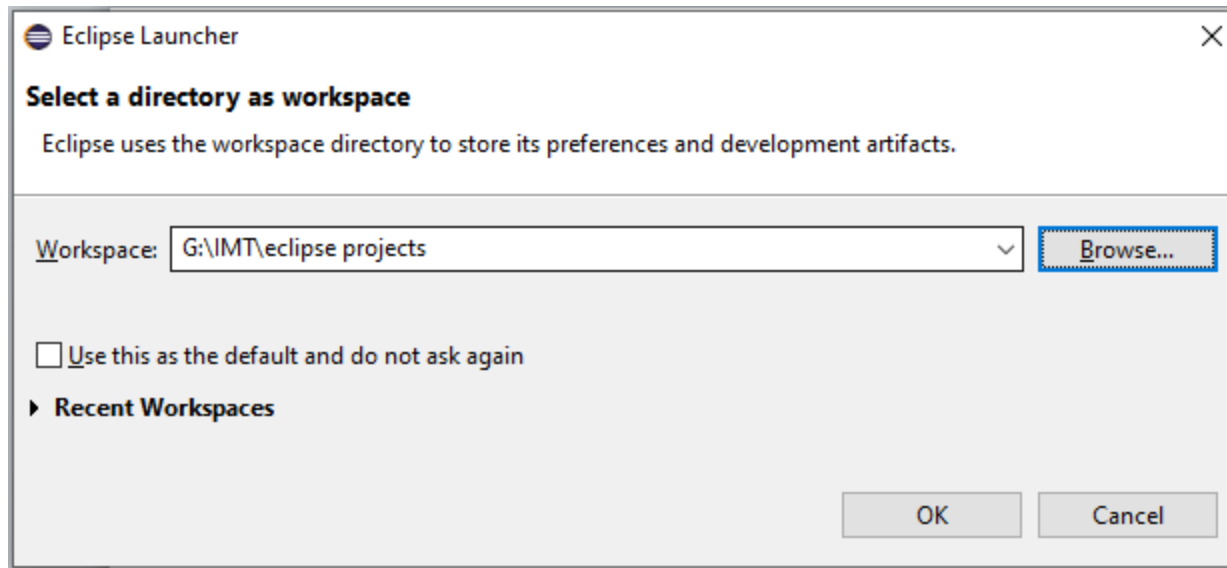 Eclipse Launcher
Select a directory as workspace
Eclipse uses the workspace directory to store its preferences and development artifacts.
Workspace: G:\IMT\eclipse projects Browse...
Use this as the default and do not ask again
Recent Workspaces
OK Cancel